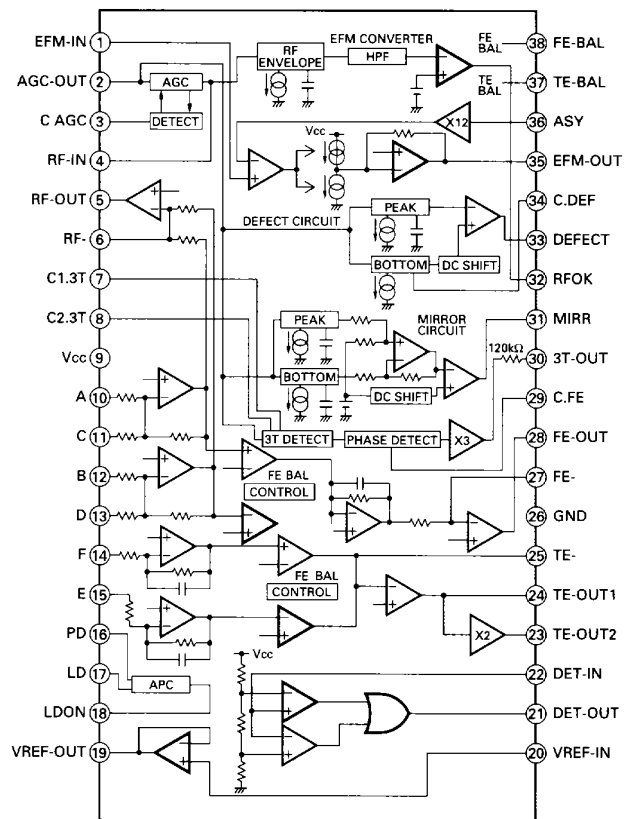 EFM-IN 1
AGC-OUT 2
C AGC 3
RF-IN 4
RF-OUT 5
RF- 6
C1.3T 7
C2.3T 8
Vcc 9
A 10
C 11
B 12
D 13
F 14
E 15
PD 16
LD 17
LDON 18
VREF-OUT 19
AGC
DETECT
RF
ENVELOPE
EFM CONVERTER
HPF
FE
BAL
TE
BAL
X12
Vcc
DEFECT CIRCUIT
PEAK
BOTTOM
DC SHIFT
PEAK
MIRROR
CIRCUIT
BOTTOM
DC SHIFT
120kΩ
3T DETECT
PHASE DETECT
X3
FE BAL
CONTROL
FE BAL
CONTROL
X2
APC
Vcc
38 FE-BAL
37 TE-BAL
36 ASY
35 EFM-OUT
34 C.DEF
33 DEFECT
32 RFOK
31 MIRR
30 3T-OUT
29 C.FE
28 FE-OUT
27 FE-
26 GND
25 TE-
24 TE-OUT1
23 TE-OUT2
22 DET-IN
21 DET-OUT
20 VREF-IN